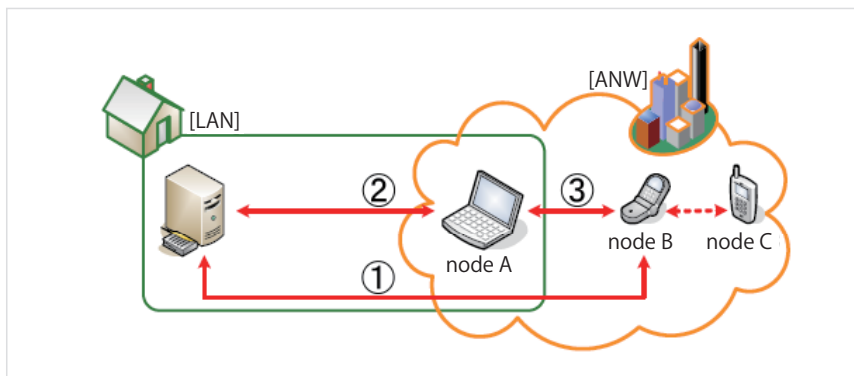 [ANW]
[LAN]
②
③
node A
node B
node C
①